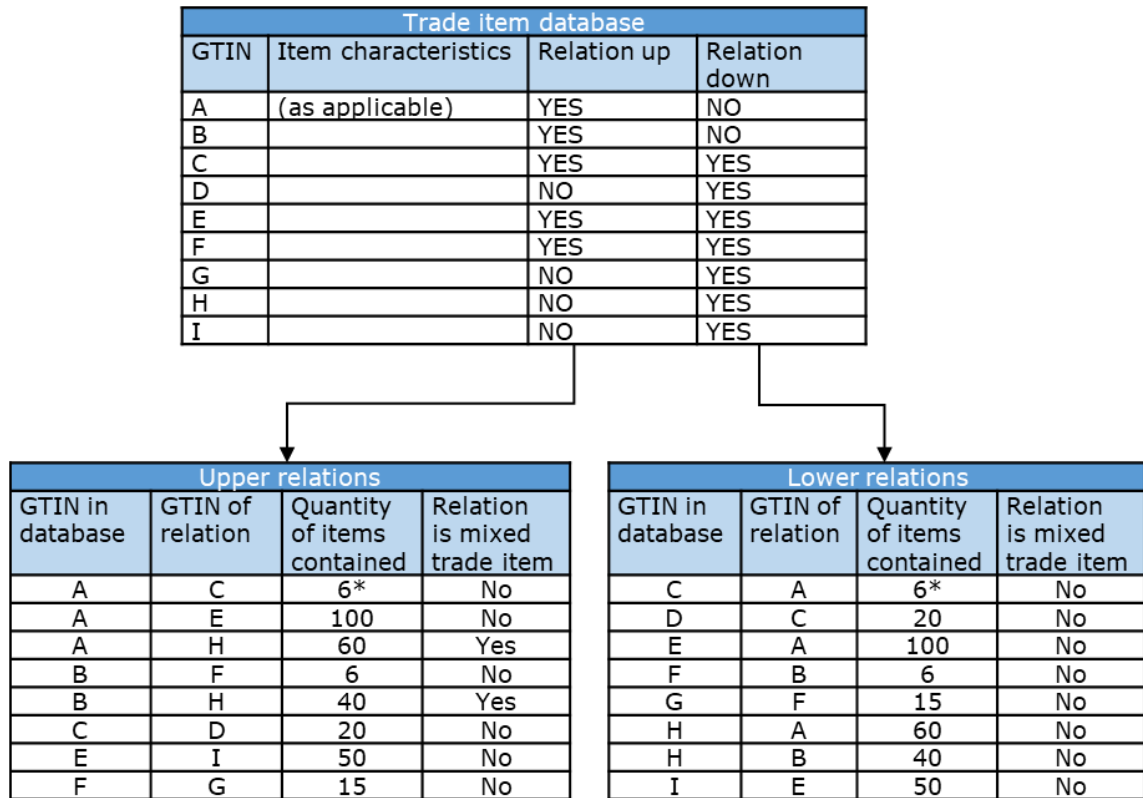 Trade item database
GTIN Item characteristics Relation up Relation
down
A (as applicable) YES NO
B YES NO
C YES YES
D NO YES
E YES YES
F YES YES
G NO YES
H NO YES
I NO YES
Upper relations
GTIN in GTIN of Quantity Relation
database relation of items is mixed
contained trade item
A C 6* No
A E 100 No
A H 60 Yes
B F 6 No
B H 40 Yes
C D 20 No
E I 50 No
F G 15 No
Lower relations
GTIN in GTIN of Quantity Relation
database relation of items is mixed
contained trade item
C A 6* No
D C 20 No
E A 100 No
F B 6 No
G F 15 No
H A 60 No
H B 40 No
I E 50 No